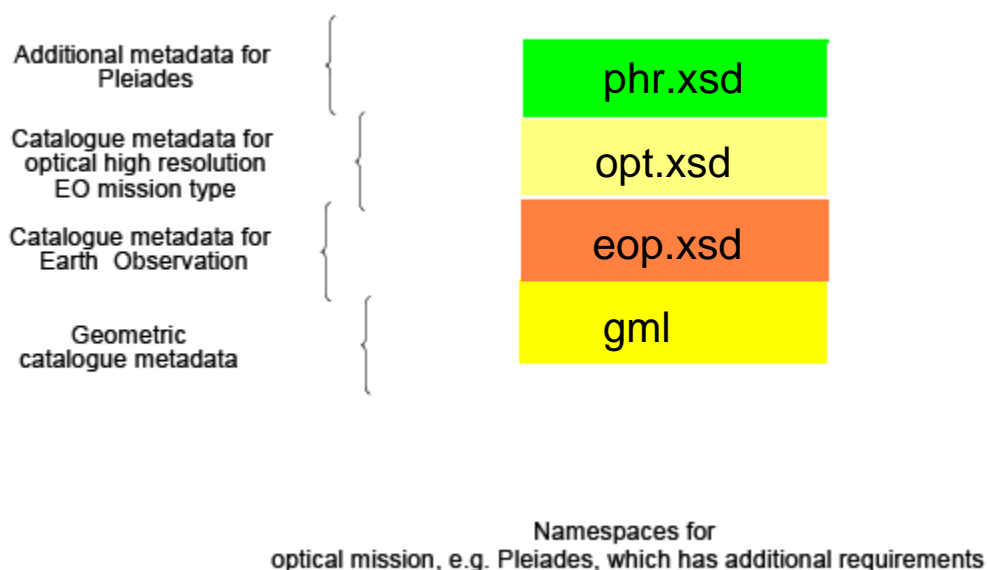 Additional metadata for
Pleiades
phr.xsd
Catalogue metadata for
optical high resolution
EO mission type
opt.xsd
Catalogue metadata for
Earth Observation
eop.xsd
Geometric
catalogue metadata
gml
Namespaces for
optical mission, e.g. Pleiades, which has additional requirements